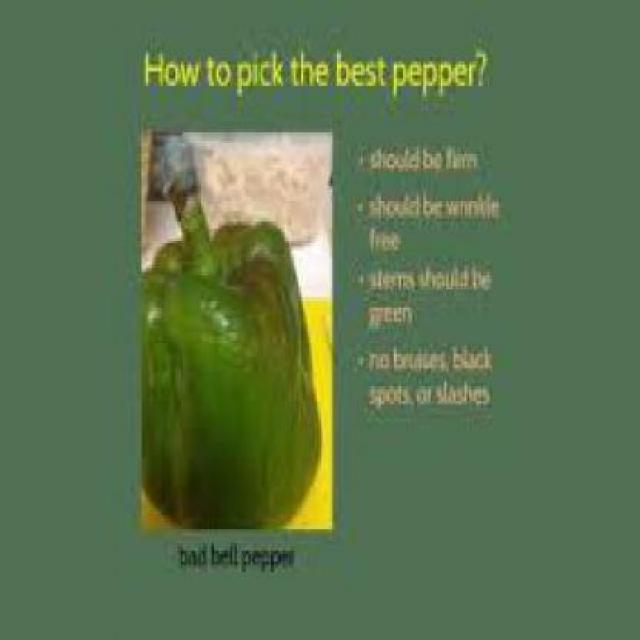 How to pick the best pepper?
• should be firm
• should be wrinkle
free
• stems should be
green
• no bruises, black
spots, or slashes
bad bell pepper